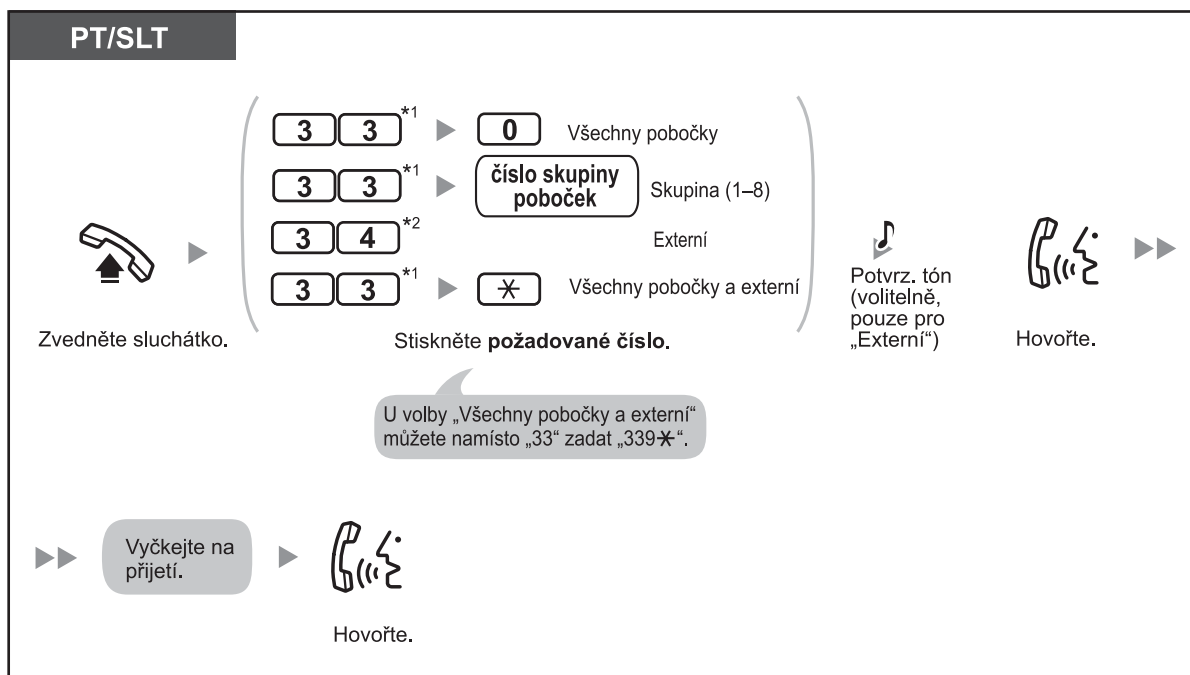 PT/SLT
3 3 *1 0 Všechny pobočky
3 3 *1 číslo skupiny
poboček Skupina (1–8)
3 4 *2 Externí
3 3 *1 ✱ Všechny pobočky a externí
Zvedněte sluchátko.
Stiskněte požadované číslo.
Potvrz. tón
(volitelně,
pouze pro
„Externí“)
Hovořte.
U volby „Všechny pobočky a externí“
můžete namísto „33“ zadat „339✱“.
Vyčkejte na
přijetí.
Hovořte.